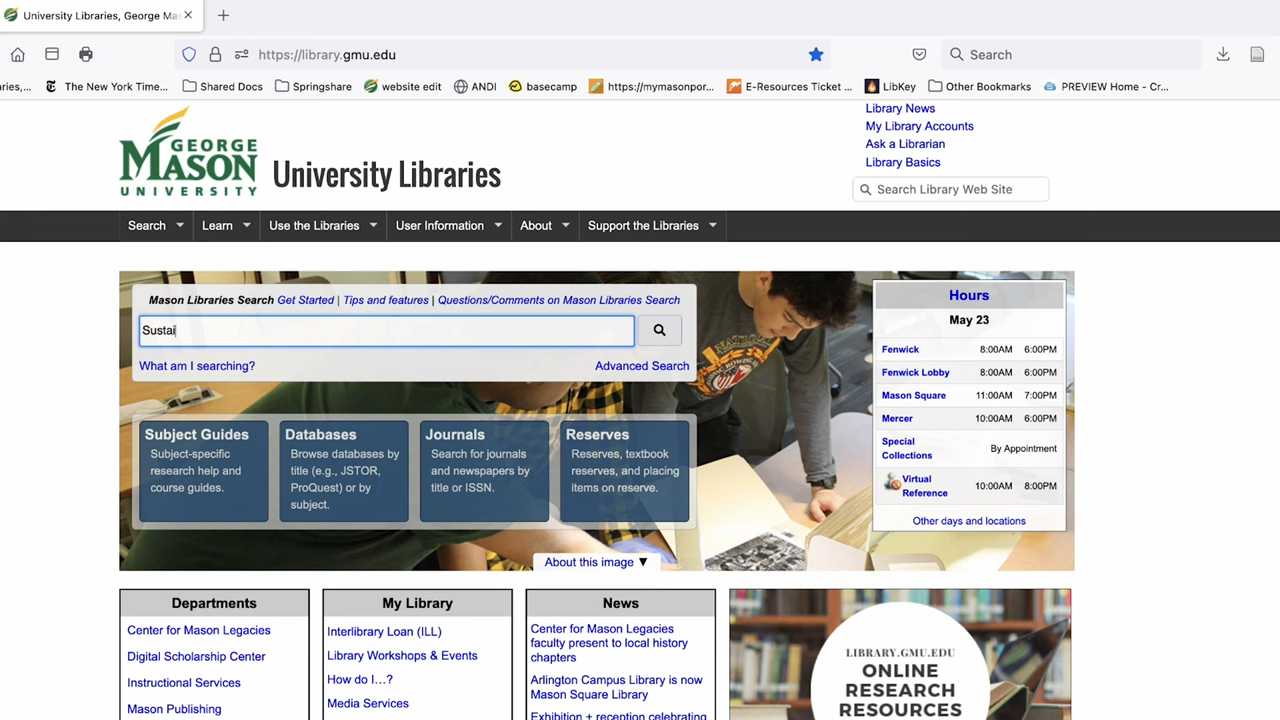 University Libraries, George Mas
https://library.gmu.edu
Search
ries,...
The New York Time...
Shared Docs
Springshare
website edit
ANDI
basecamp
https://mymasonpor...
E-Resources Ticket ...
LibKey
Other Bookmarks
PREVIEW Home - Cr...
GEORGE
MASON
UNIVERSITY
University Libraries
Library News
My Library Accounts
Ask a Librarian
Library Basics
Search Library Web Site
Search
Learn
Use the Libraries
User Information
About
Support the Libraries
Mason Libraries Search Get Started | Tips and features | Questions/Comments on Mason Libraries Search
Sustai
What am I searching?
Advanced Search
Subject Guides
Subject-specific
research help and
course guides.
Databases
Browse databases by
title (e.g., JSTOR,
ProQuest) or by
subject.
Journals
Search for journals
and newspapers by
title or ISSN.
Reserves
Reserves, textbook
reserves, and placing
items on reserve.
About this image ▼
Hours
May 23
Fenwick 8:00AM 6:00PM
Fenwick Lobby 8:00AM 6:00PM
Mason Square 11:00AM 7:00PM
Mercer 10:00AM 6:00PM
Special
Collections
By Appointment
Virtual
Reference
10:00AM 8:00PM
Other days and locations
Departments
Center for Mason Legacies
Digital Scholarship Center
Instructional Services
Mason Publishing
My Library
Interlibrary Loan (ILL)
Library Workshops & Events
How do I...?
Media Services
News
Center for Mason Legacies
faculty present to local history
chapters
Arlington Campus Library is now
Mason Square Library
Exhibition + reception celebrating
LIBRARY.GMU.EDU
ONLINE
RESEARCH
RESOURCES